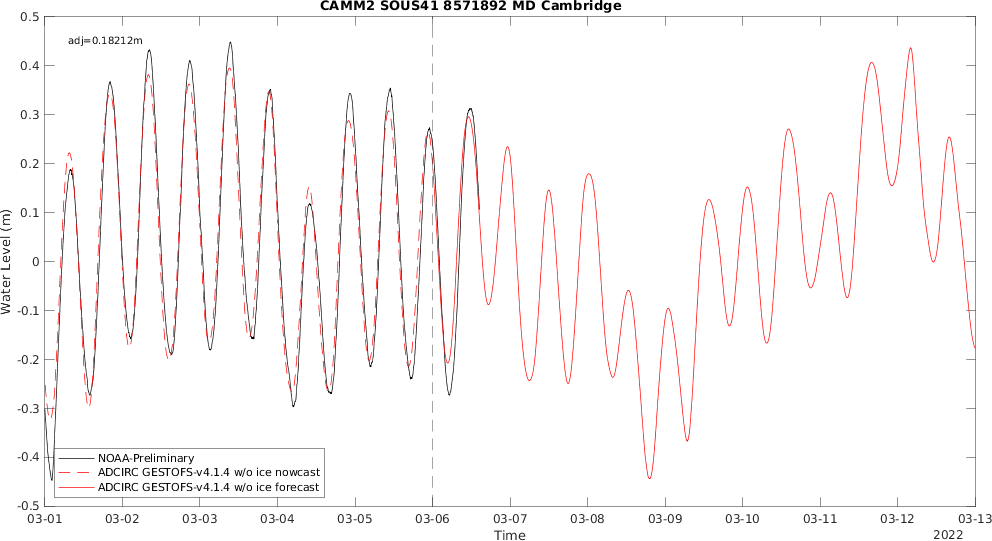 CAMM2 SOUS41 8571892 MD Cambridge
adj=0.18212m
0.5
0.4
0.3
0.2
0.1
0
-0.1
-0.2
-0.3
-0.4
-0.5
Water Level (m)
NOAA-Preliminary
ADCIRC GESTOFS-v4.1.4 w/o ice nowcast
ADCIRC GESTOFS-v4.1.4 w/o ice forecast
03-01 03-02 03-03 03-04 03-05 03-06 03-07 03-08 03-09 03-10 03-11 03-12 03-13
Time
2022